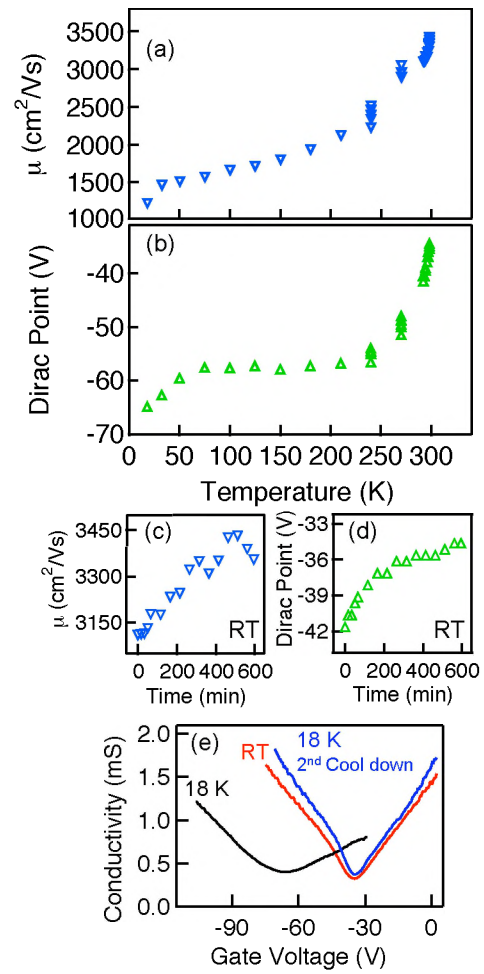 (a)
μ (cm²/Vs)
3500
3000
2500
2000
1500
1000
(b)
Dirac Point (V)
-40
-50
-60
-70
0 50 100 150 200 250 300
Temperature (K)
(c)
μ (cm²/Vs)
3450
3300
3150
RT
0 200 400 600
Time (min)
(d)
Dirac Point (V)
-33
-36
-39
-42
RT
0 200 400 600
Time (min)
(e)
Conductivity (mS)
2.0
1.5
1.0
0.5
0.0
18 K
RT
18 K
2nd Cool down
-90 -60 -30 0
Gate Voltage (V)